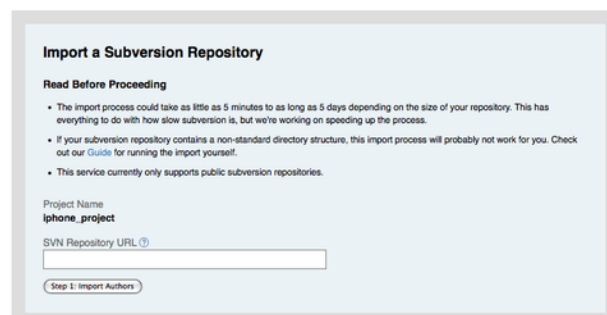 Import a Subversion Repository
Read Before Proceeding
• The import process could take as little as 5 minutes to as long as 5 days depending on the size of your repository. This has
everything to do with how slow subversion is, but we're working on speeding up the process.
• If your subversion repository contains a non-standard directory structure, this import process will probably not work for you. Check
out our Guide for running the import yourself.
• This service currently only supports public subversion repositories.
Project Name
iphone_project
SVN Repository URL (?)
Step 1: Import Authors